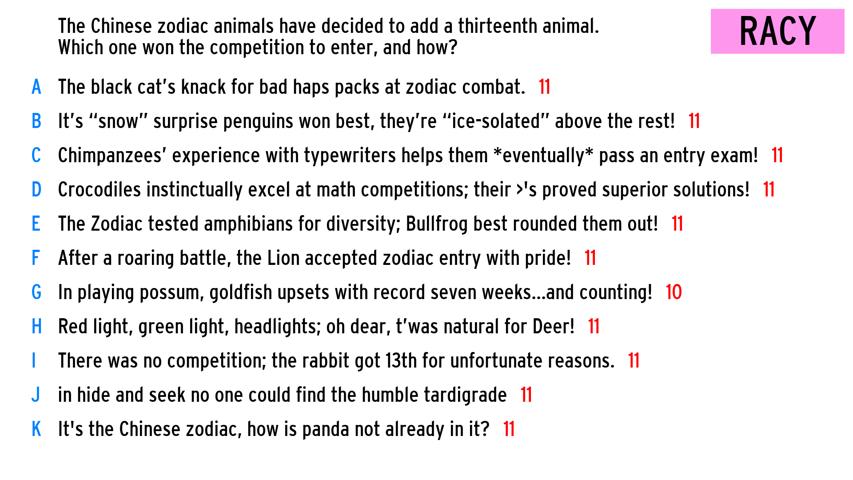 The Chinese zodiac animals have decided to add a thirteenth animal.
Which one won the competition to enter, and how?
RACY
A The black cat's knack for bad haps packs at zodiac combat. 11
B It's “snow” surprise penguins won best, they're “ice-solated” above the rest! 11
C Chimpanzees' experience with typewriters helps them *eventually* pass an entry exam! 11
D Crocodiles instinctually excel at math competitions; their >'s proved superior solutions! 11
E The Zodiac tested amphibians for diversity; Bullfrog best rounded them out! 11
F After a roaring battle, the Lion accepted zodiac entry with pride! 11
G In playing possum, goldfish upsets with record seven weeks...and counting! 10
H Red light, green light, headlights; oh dear, t'was natural for Deer! 11
I There was no competition; the rabbit got 13th for unfortunate reasons. 11
J in hide and seek no one could find the humble tardigrade 11
K It's the Chinese zodiac, how is panda not already in it? 11